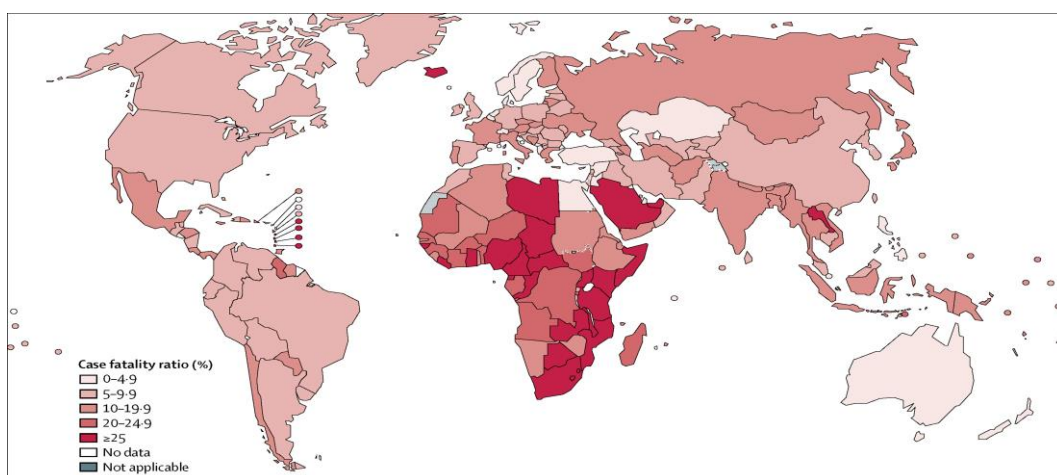 Case fatality ratio (%)
0–4·9
5–9·9
10–19·9
20–24·9
≥25
No data
Not applicable